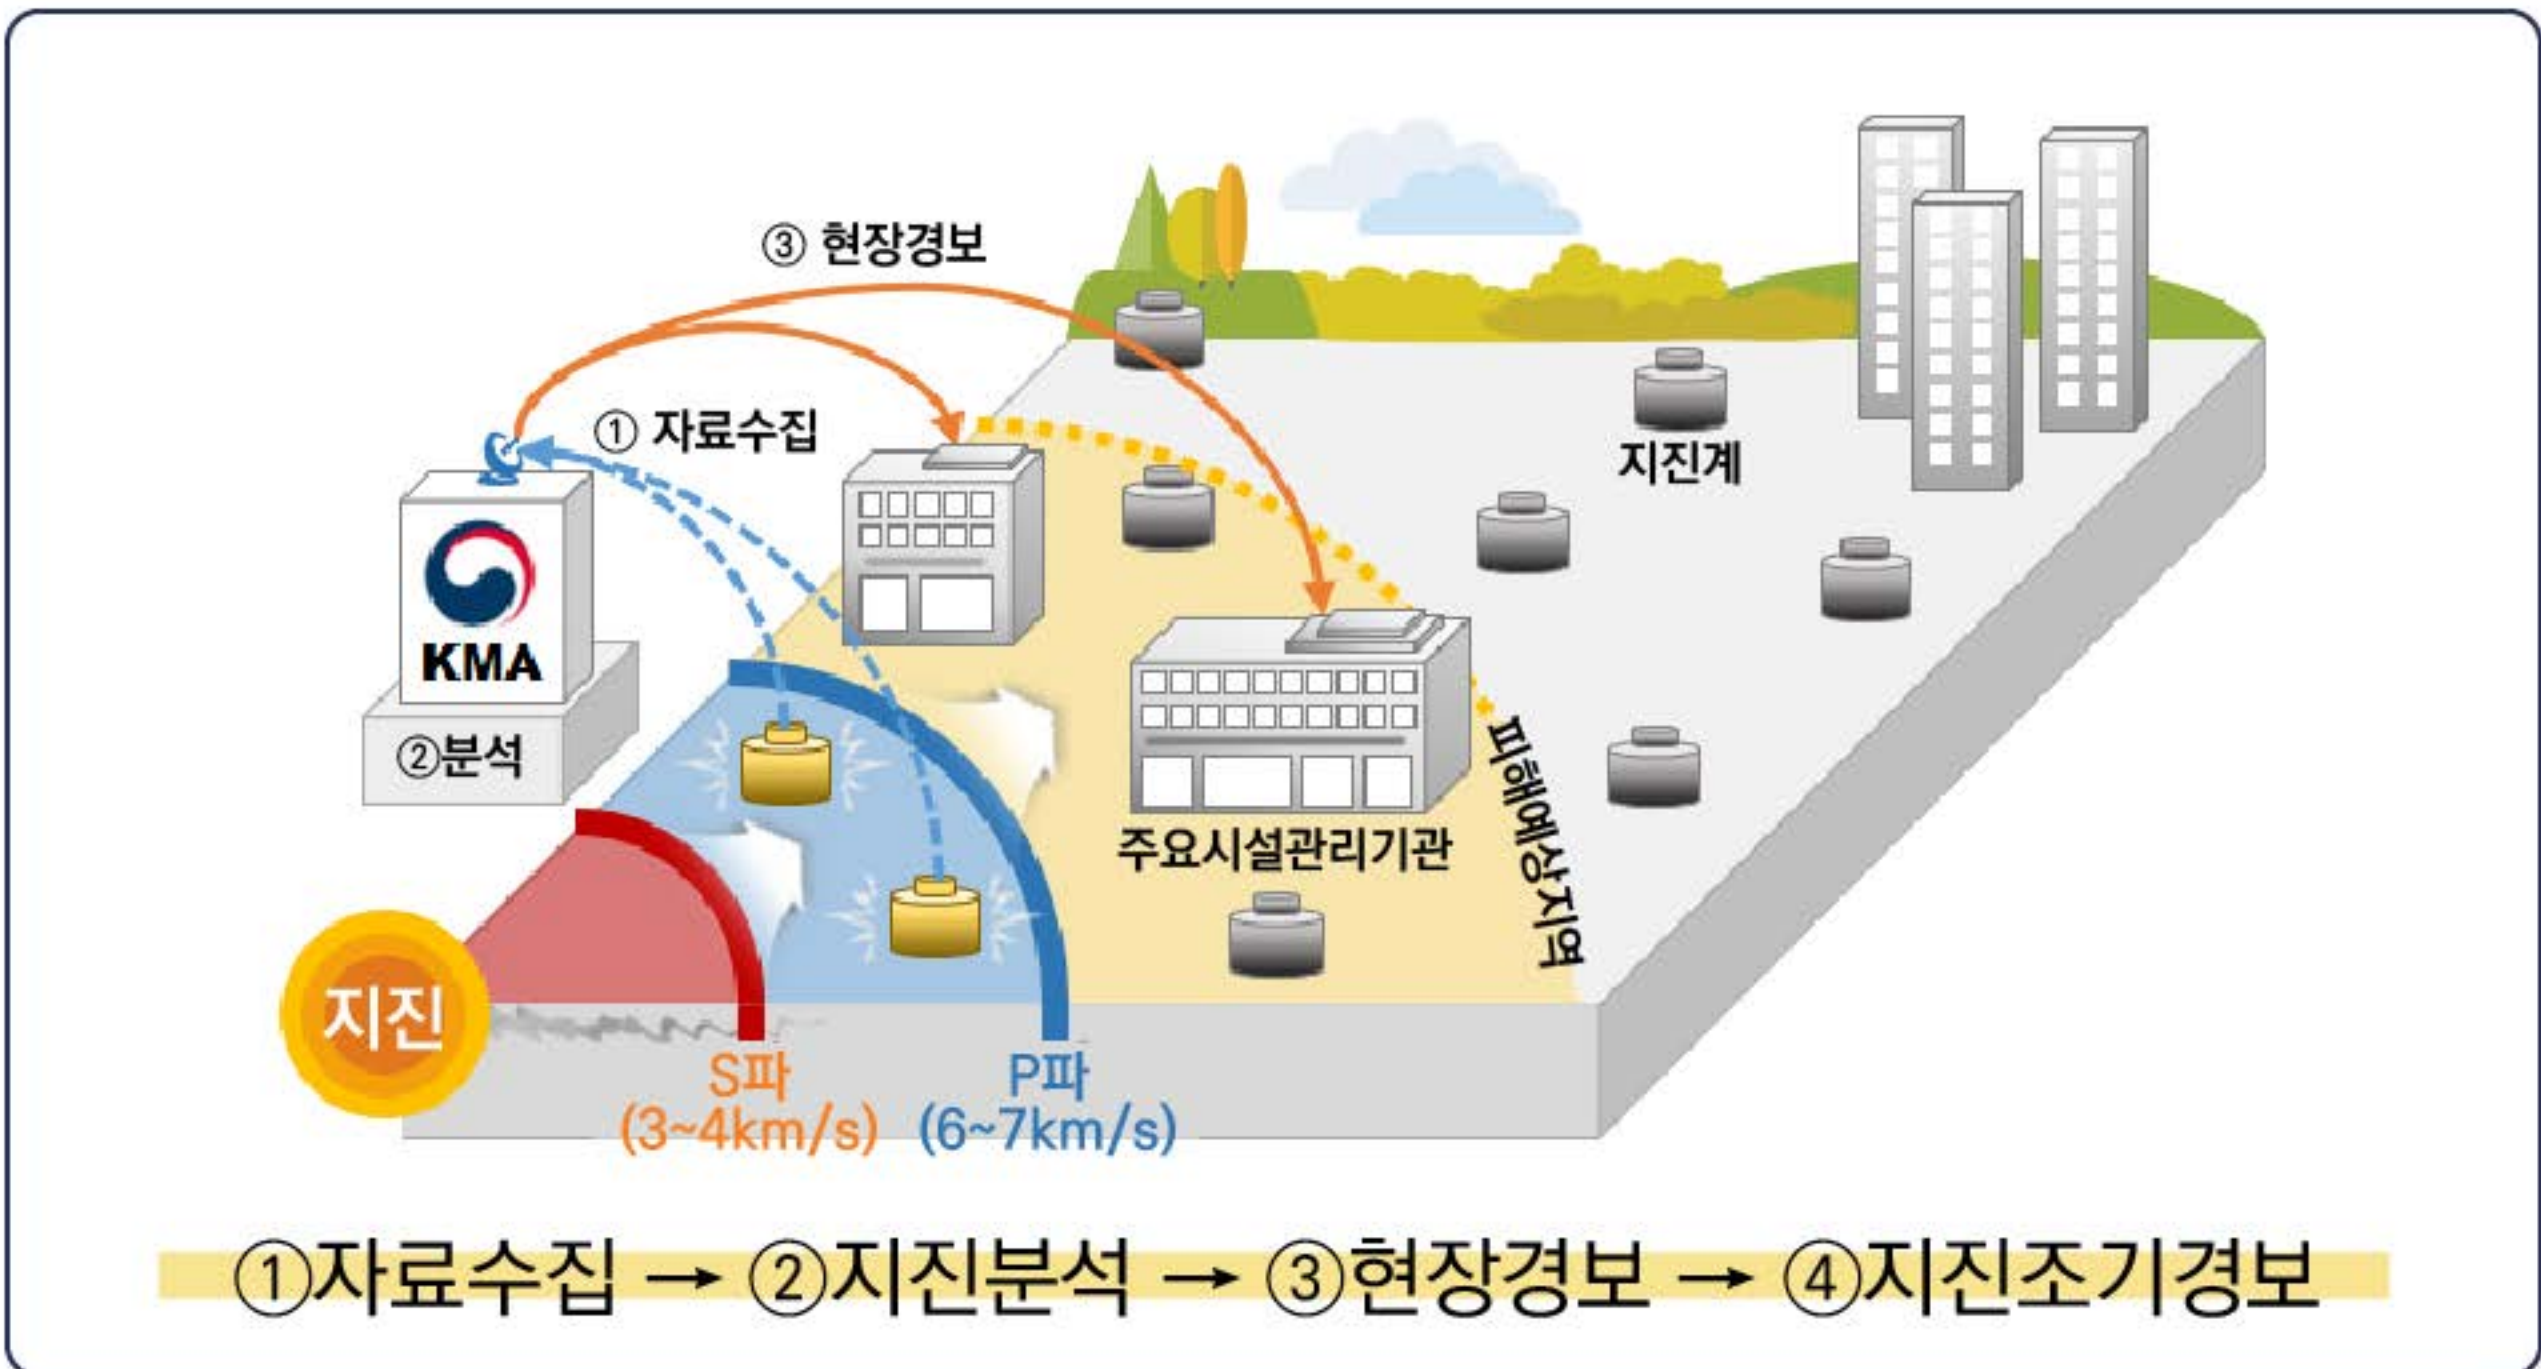 ③ 현장경보
① 자료수집
지진계
KMA
②분석
피해예상지역
주요시설관리기관
지진
S파
(3~4km/s)
P파
(6~7km/s)
①자료수집 → ②지진분석 → ③현장경보 → ④지진조기경보